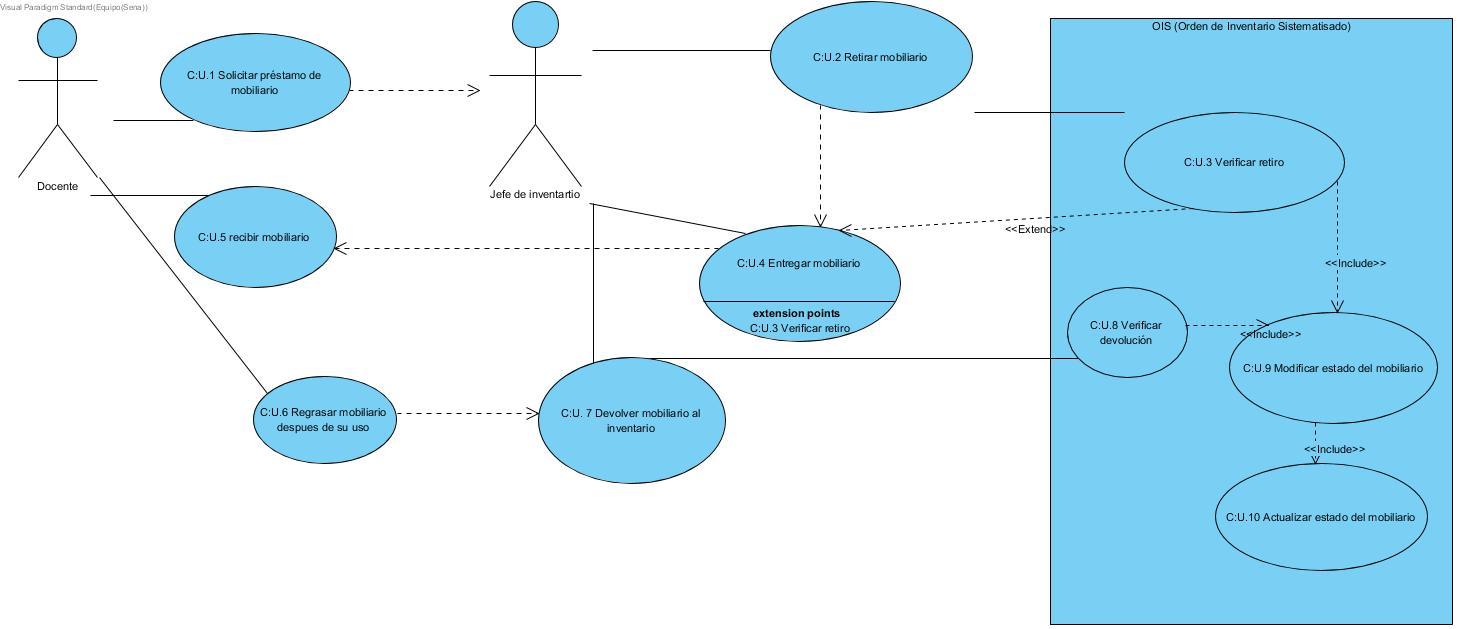 Visual Paradigm Standard(Equipo(Sena))
OIS (Orden de Inventario Sistematisado)
C:U.1 Solicitar préstamo de
mobiliario
C:U.2 Retirar mobiliario
C:U.3 Verificar retiro
Docente
Jefe de inventartio
C:U.5 recibir mobiliario
<<Extend>>
C:U.4 Entregar mobiliario
extension points
C:U.3 Verificar retiro
<<Include>>
C:U.8 Verificar
devolución
<<Include>>
C:U.9 Modificar estado del mobiliario
C:U.6 Regrasar mobiliario
despues de su uso
C:U. 7 Devolver mobiliario al
inventario
<<Include>>
C:U.10 Actualizar estado del mobiliario